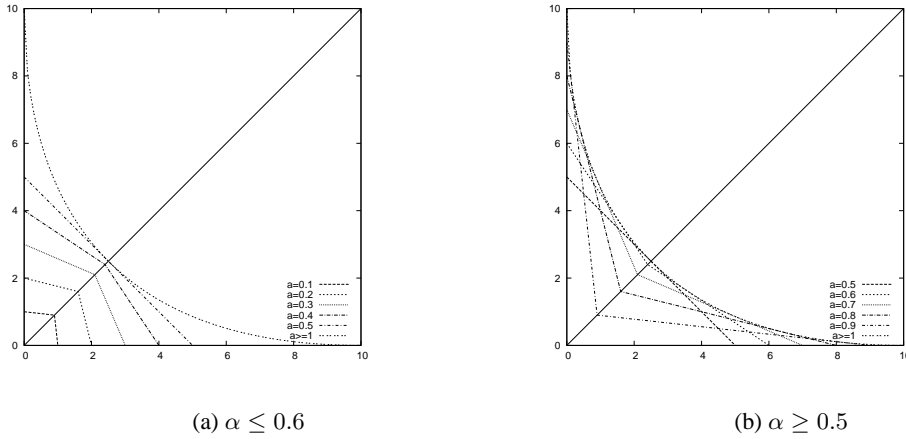 10
8
6
4
2
0
0 2 4 6 8 10
a=0.1
a=0.2
a=0.3
a=0.4
a=0.5
a>=1
(a) α ≤ 0.6
10
8
6
4
2
0
0 2 4 6 8 10
a=0.5
a=0.6
a=0.7
a=0.8
a=0.9
a>=1
(b) α ≥ 0.5